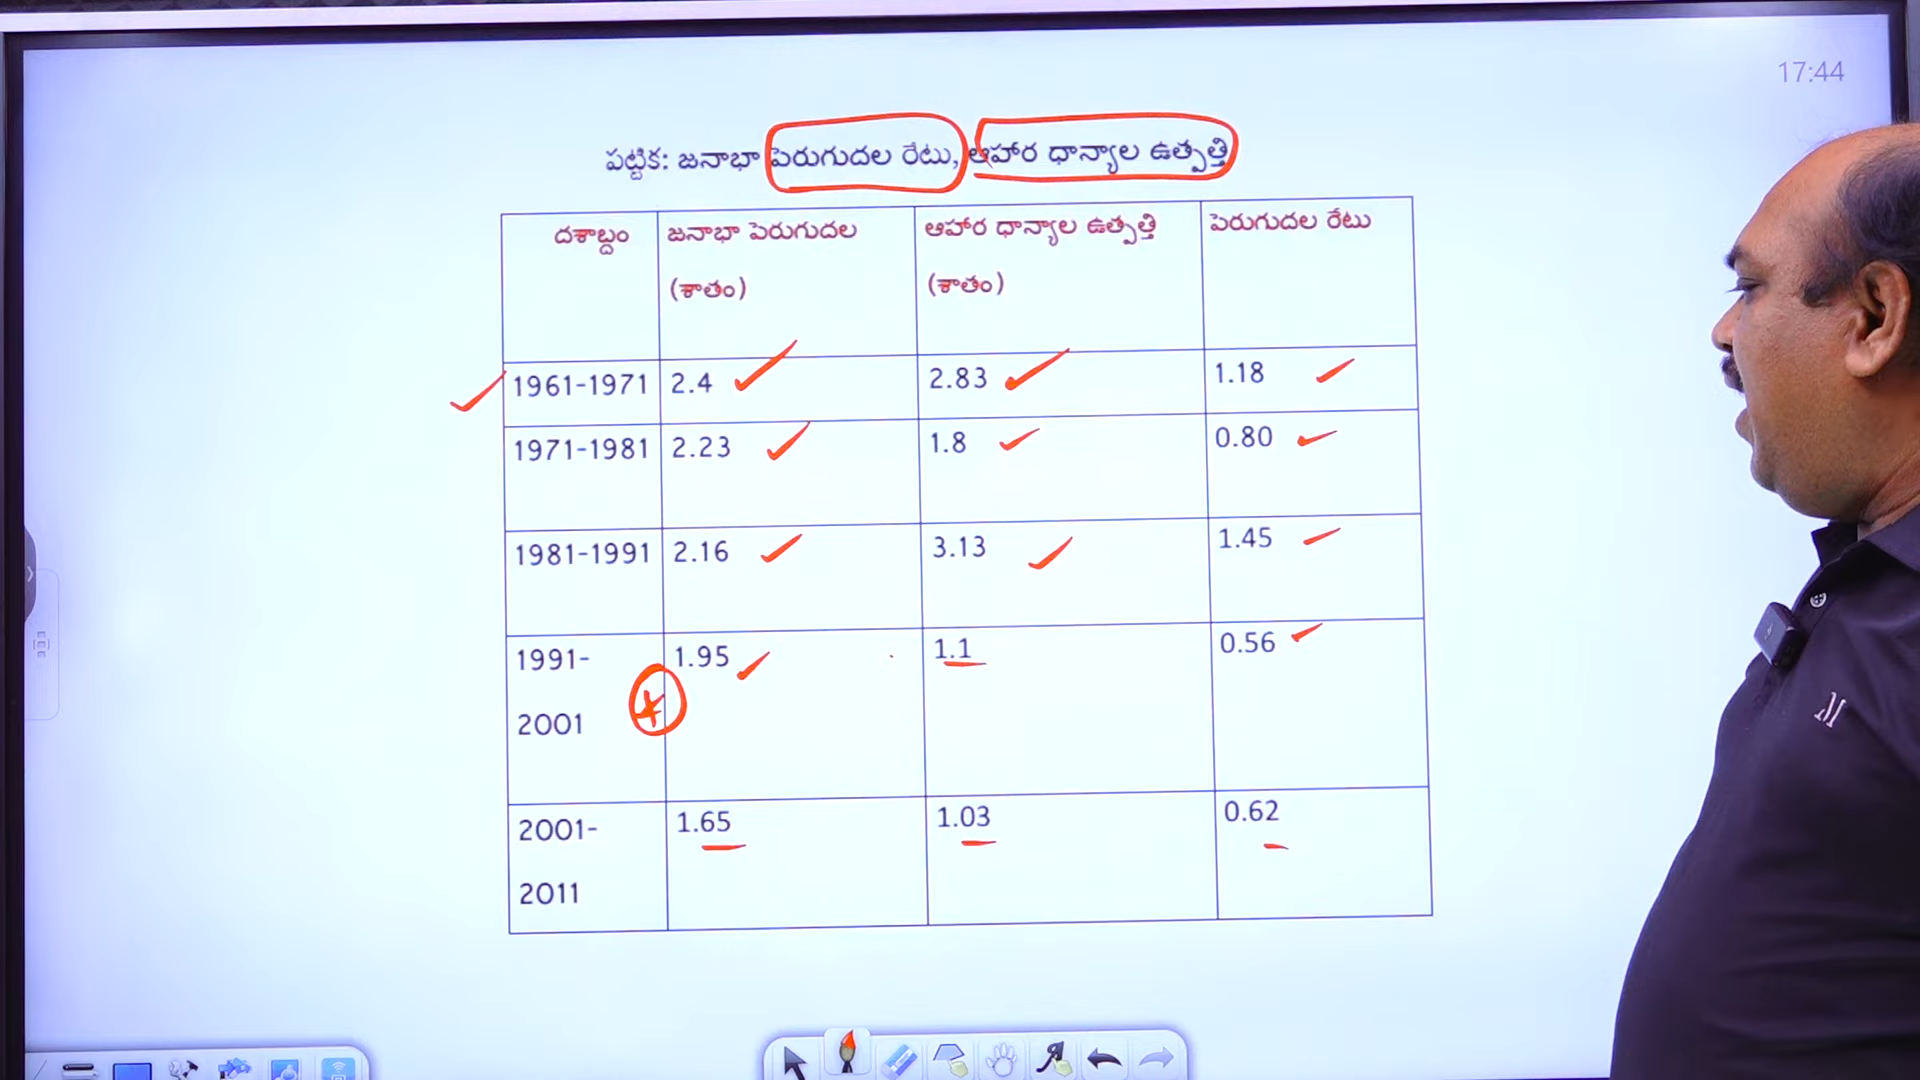 17:44
పట్టిక: జనాభా పెరుగుదల రేటు, ఆహార ధాన్యాల ఉత్పత్తి
దశాబ్దం జనాభా పెరుగుదల (శాతం) ఆహార ధాన్యాల ఉత్పత్తి (శాతం) పెరుగుదల రేటు
1961-1971 2.4 2.83 1.18
1971-1981 2.23 1.8 0.80
1981-1991 2.16 3.13 1.45
1991-2001 1.95 1.1 0.56
2001-2011 1.65 1.03 0.62